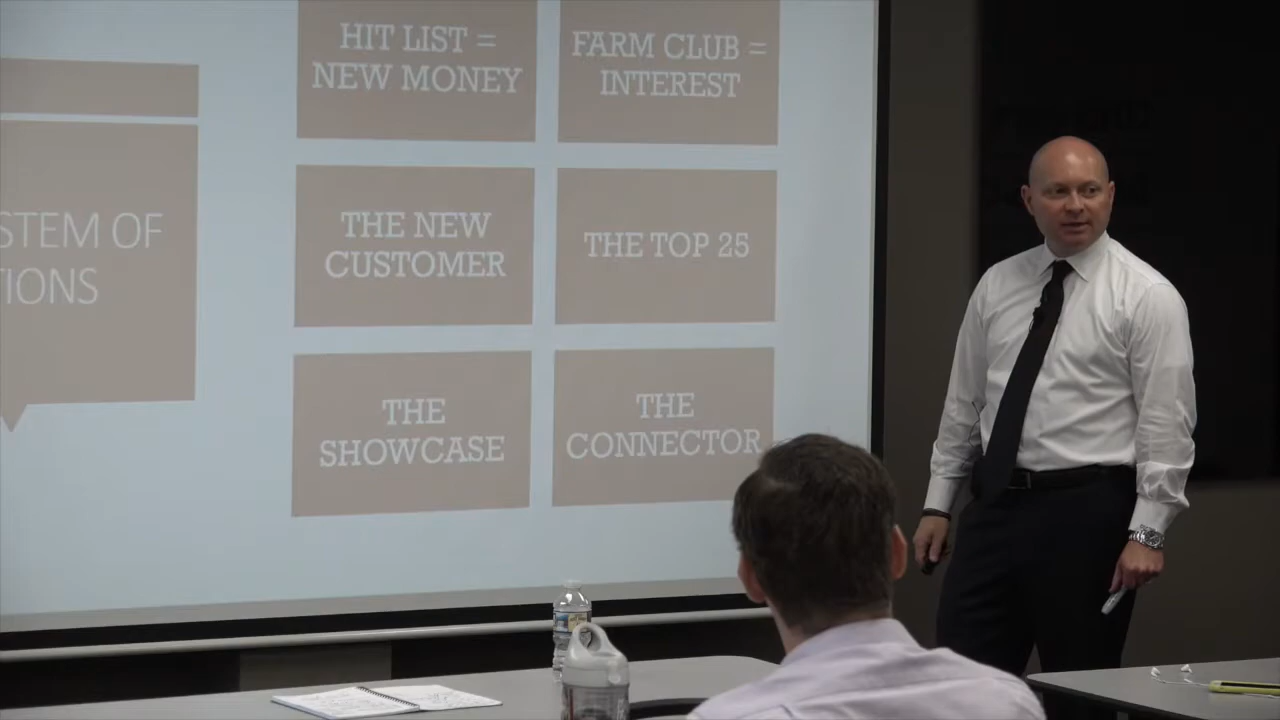 STEM OF
IONS
HIT LIST =
NEW MONEY
FARM CLUB =
INTEREST
THE NEW
CUSTOMER
THE TOP 25
THE
SHOWCASE
THE
CONNECTOR